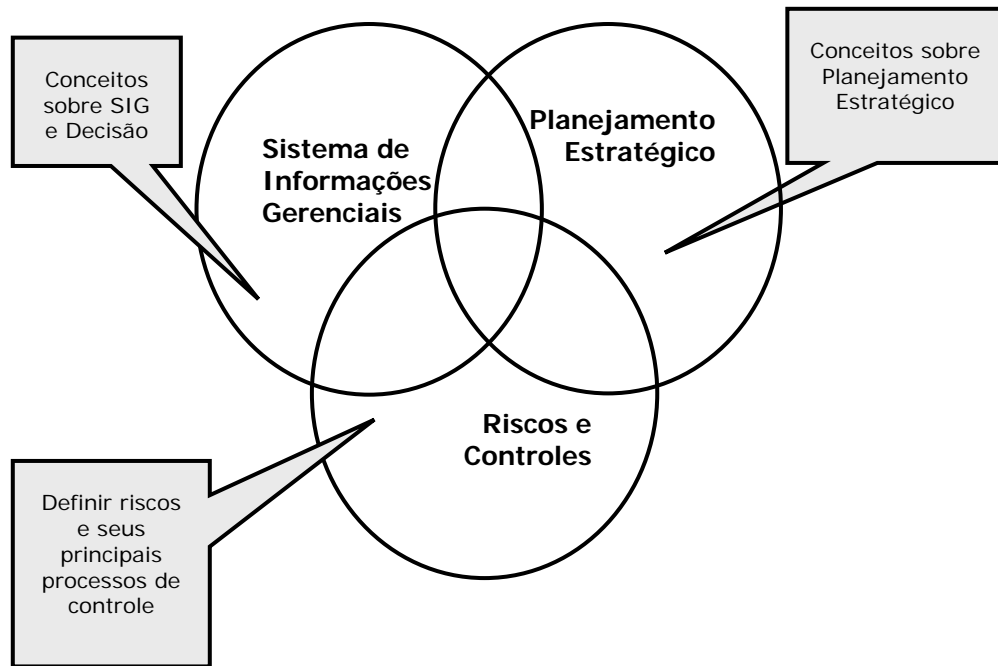 Conceitos
sobre SIG
e Decisão
Sistema de
Informações
Gerenciais
Planejamento
Estratégico
Conceitos sobre
Planejamento
Estratégico
Riscos e
Controles
Definir riscos
e seus
principais
processos de
controle